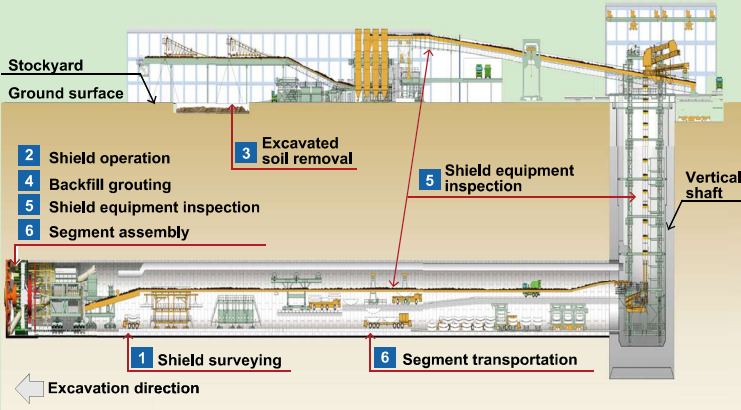 Stockyard
Ground surface
3 Excavated
soil removal
2 Shield operation
4 Backfill grouting
5 Shield equipment inspection
6 Segment assembly
5 Shield equipment
inspection
Vertical
shaft
1 Shield surveying
6 Segment transportation
Excavation direction